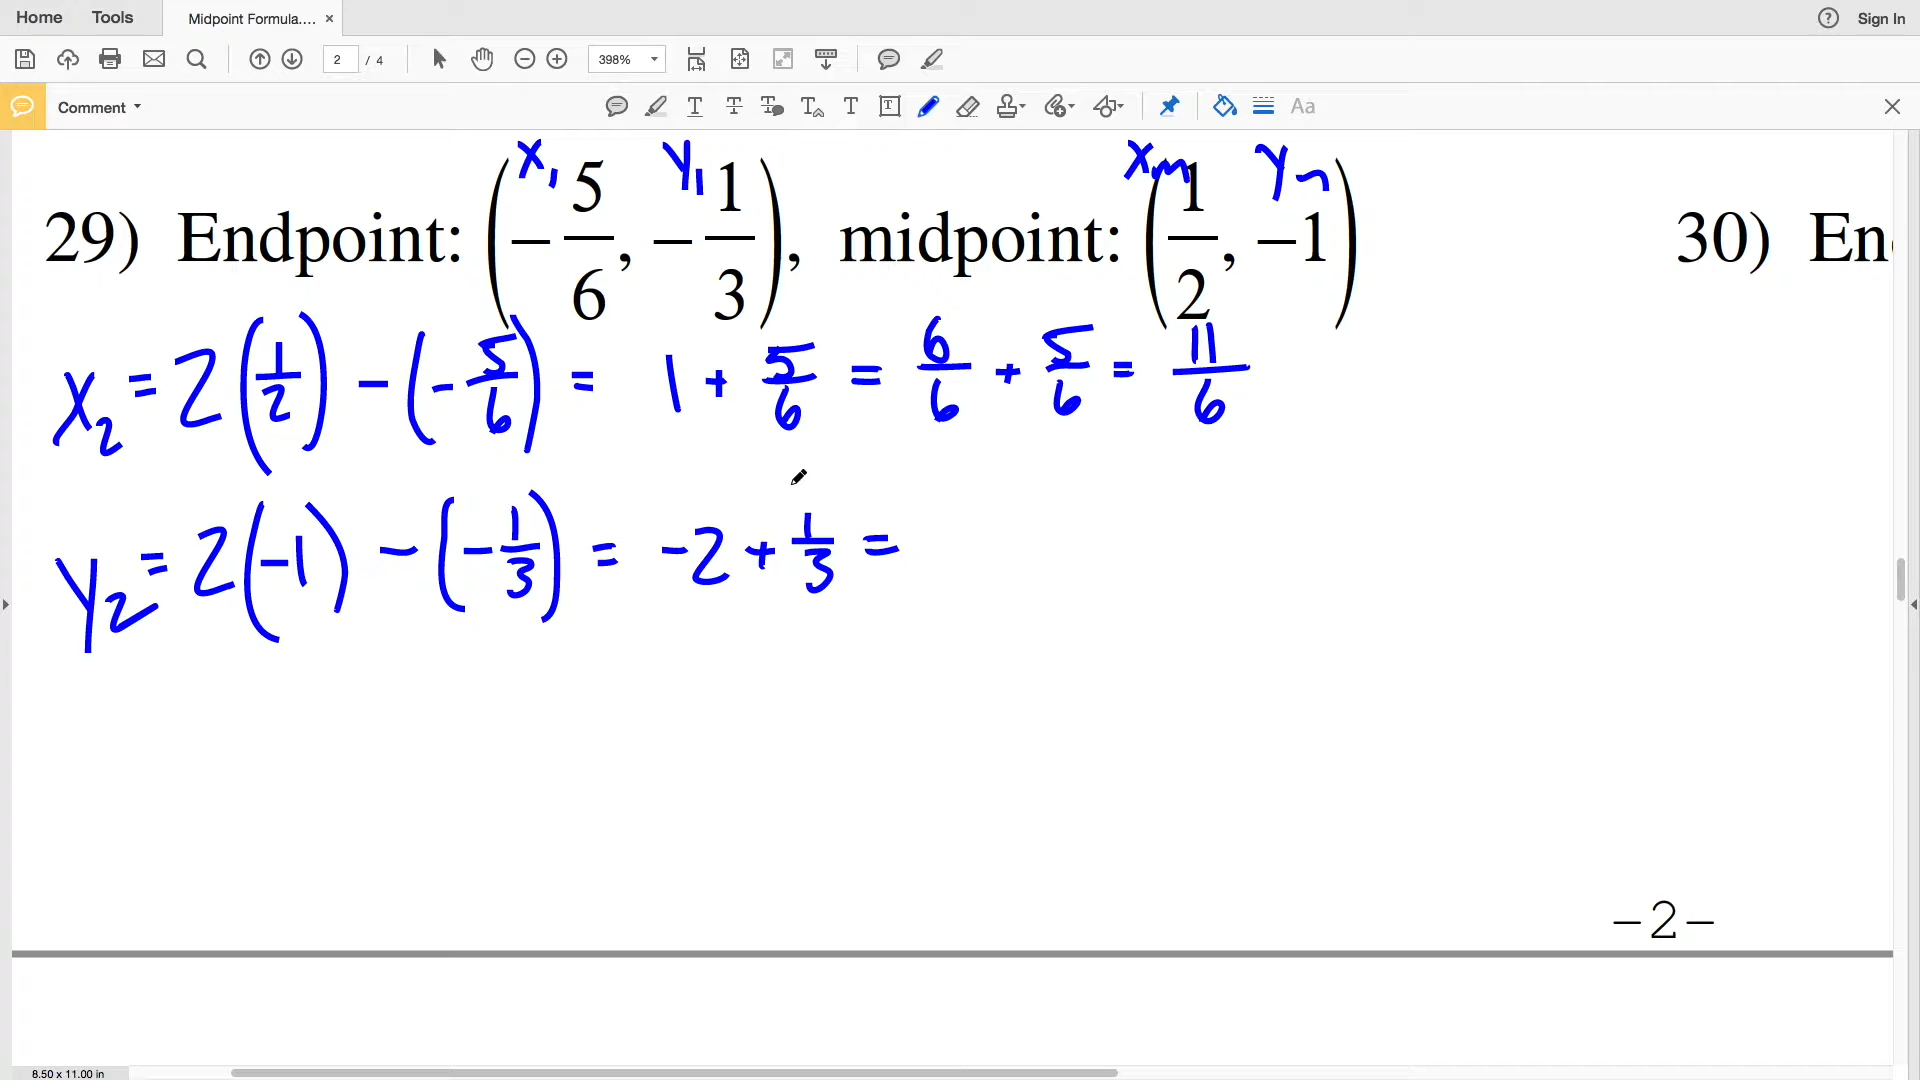 Home Tools Midpoint Formula.... × ? Sign In
2 / 4 398%
Comment Aa
x₁ y₁ xₘ yₘ
29) Endpoint: (−5/6, −1/3), midpoint: (1/2, −1) 30) En
x₂ = 2(1/2) − (−5/6) = 1 + 5/6 = 6/6 + 5/6 = 11/6
y₂ = 2(−1) − (−1/3) = −2 + 1/3 =
-2-
8.50 x 11.00 in